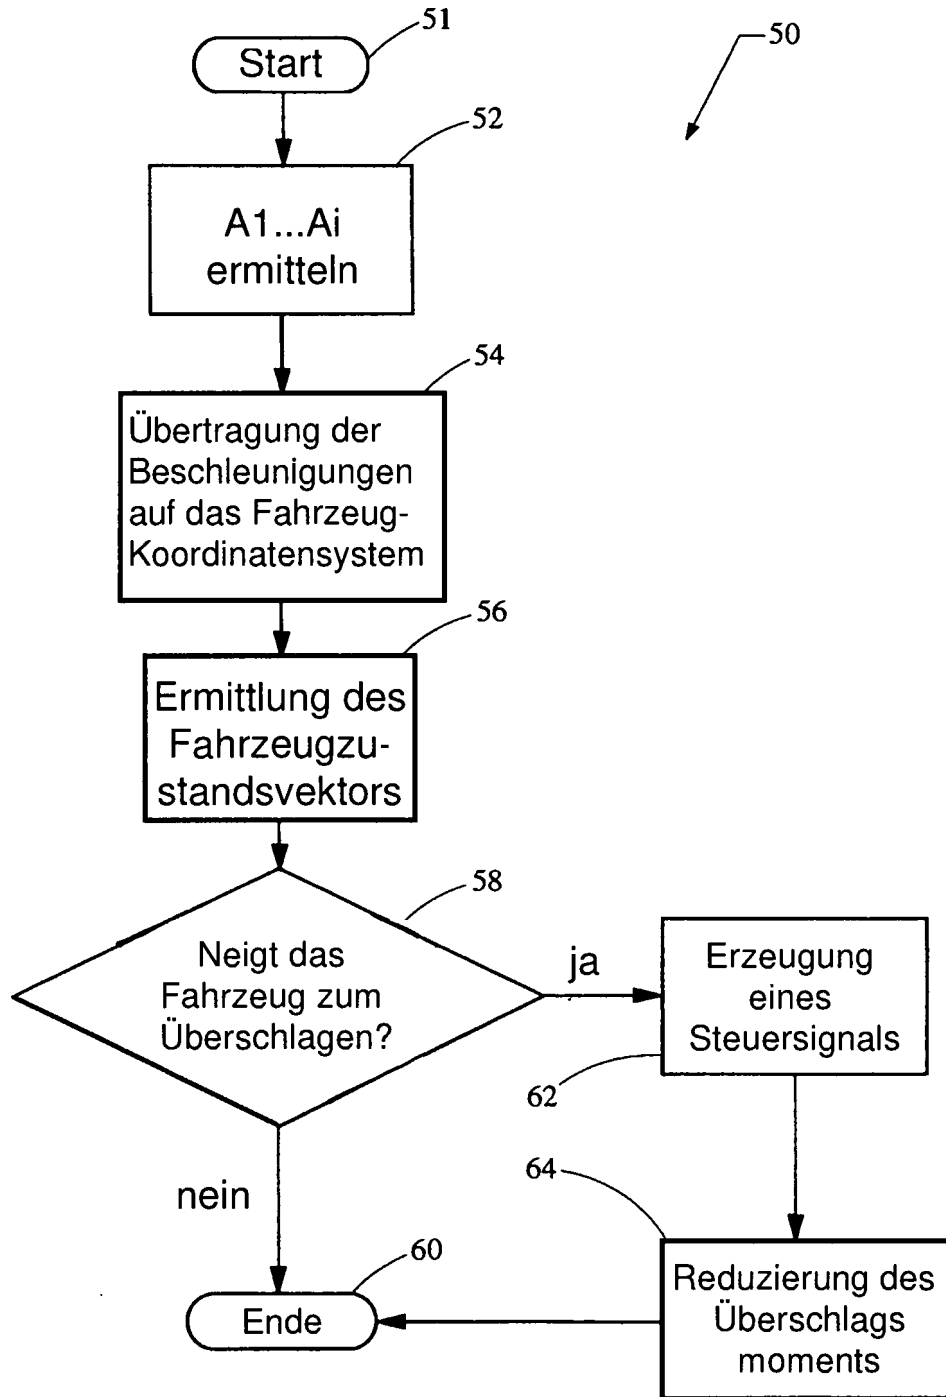 51
50
Start
52
A1...Ai
ermitteln
54
Übertragung der
Beschleunigungen
auf das Fahrzeug-
Koordinatensystem
56
Ermittlung des
Fahrzeugzu-
standsvektors
58
Neigt das
Fahrzeug zum
Überschlagen?
ja
Erzeugung
eines
Steuersignals
62
nein
64
60
Ende
Reduzierung des
Überschlags
moments